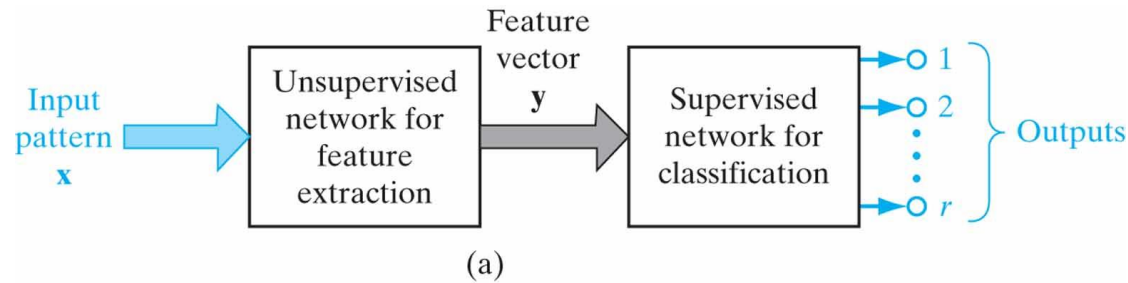 Input
pattern
x
Unsupervised
network for
feature
extraction
Feature
vector
y
Supervised
network for
classification
1
2
r
Outputs
(a)